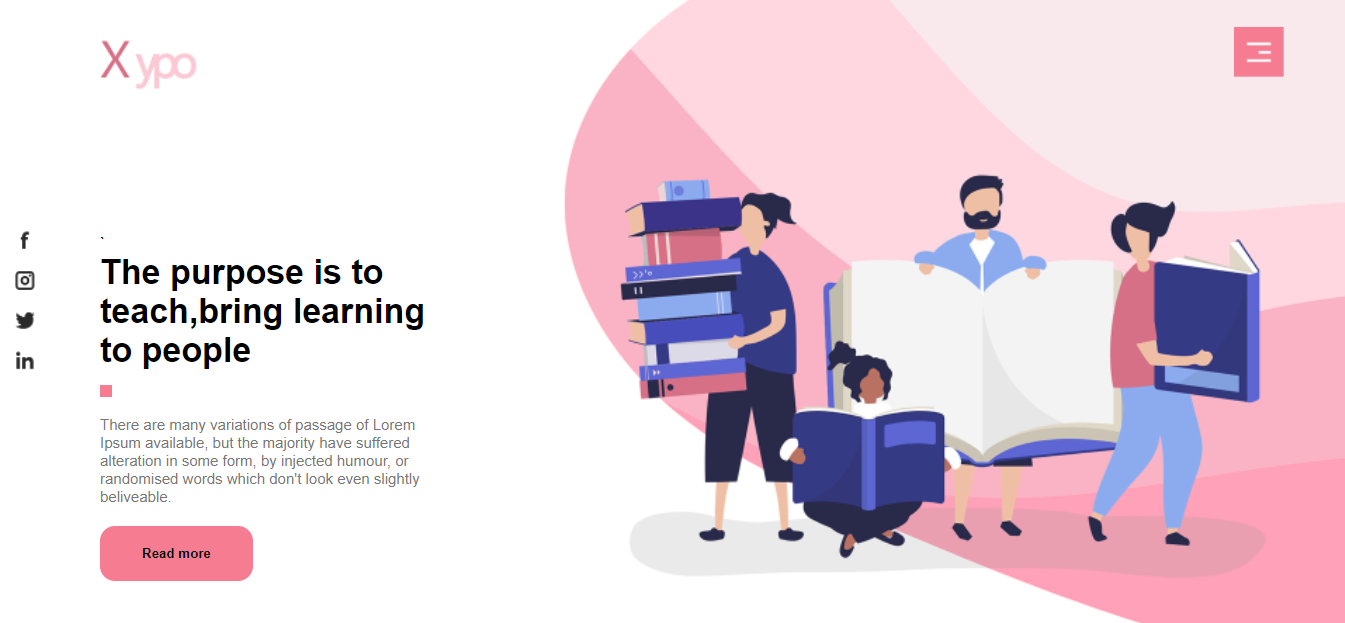 X ypo
`
The purpose is to
teach,bring learning
to people
There are many variations of passage of Lorem
Ipsum available, but the majority have suffered
alteration in some form, by injected humour, or
randomised words which don't look even slightly
beliveable.
Read more